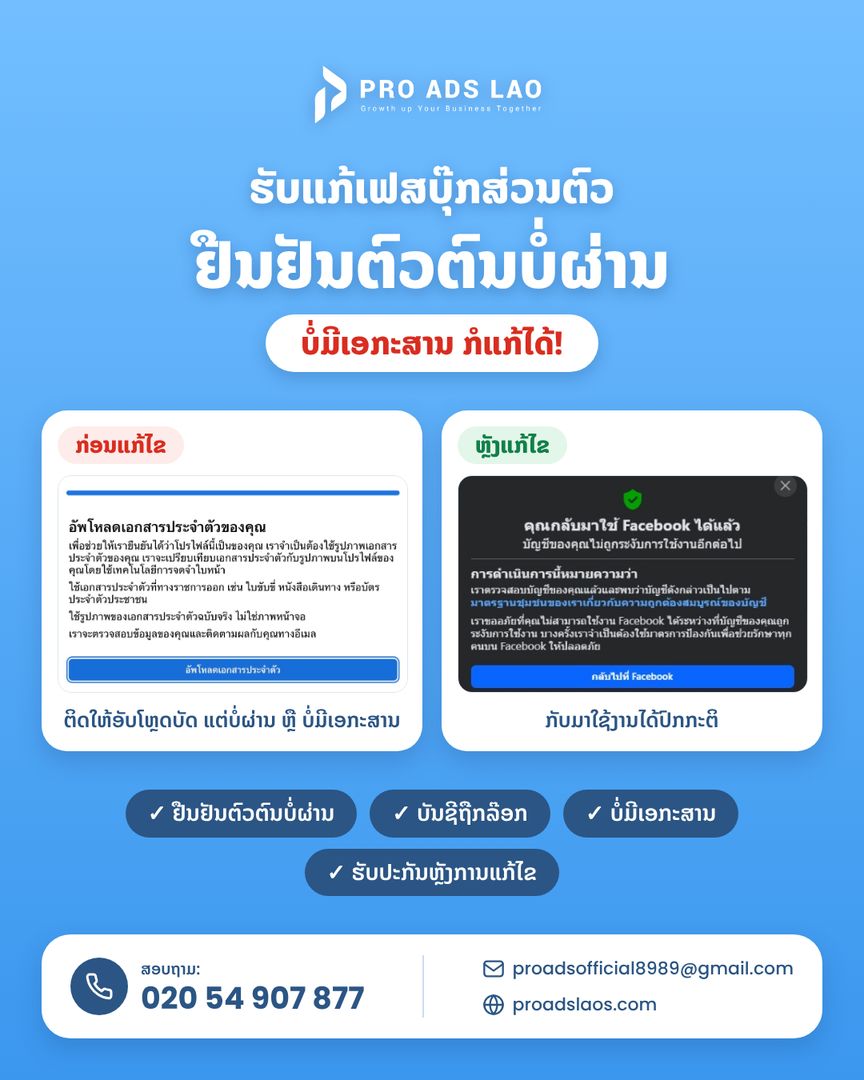 PRO ADS LAO
Growth up Your Business Together
ຮັບແກ້ເຟສບຸ໊ກສ່ວນຕົວ
ຢືນຢັນຕົວຕົນບໍ່ຜ່ານ
ບໍ່ມີເອກະສານ ກໍແກ້ໄດ້!
ກ່ອນແກ້ໄຂ
อัพโหลดเอกสารประจำตัวของคุณ
เพื่อช่วยให้เรายืนยันได้ว่าโปรไฟล์นี้เป็นของคุณ เราจำเป็นต้องใช้รูปภาพเอกสาร
ประจำตัวของคุณ เราจะเปรียบเทียบเอกสารประจำตัวกับรูปภาพบนโปรไฟล์ของ
คุณโดยใช้เทคโนโลยีการจดจำใบหน้า
ใช้เอกสารประจำตัวที่ทางราชการออก เช่น ใบขับขี่ หนังสือเดินทาง หรือบัตร
ประจำตัวประชาชน
ใช้รูปภาพของเอกสารประจำตัวฉบับจริง ไม่ใช่ภาพหน้าจอ
เราจะตรวจสอบข้อมูลของคุณและติดตามผลกับคุณทางอีเมล
อัพโหลดเอกสารประจำตัว
ຕິດໃຫ້ອັບໂຫຼດບັດ ແຕ່ບໍ່ຜ່ານ ຫຼື ບໍ່ມີເອກະສານ
ຫຼັງແກ້ໄຂ
คุณกลับมาใช้ Facebook ได้แล้ว
บัญชีของคุณไม่ถูกระงับการใช้งานอีกต่อไป
การดำเนินการนี้หมายความว่า
เราตรวจสอบบัญชีของคุณแล้วและพบว่าบัญชีดังกล่าวเป็นไปตาม
มาตรฐานชุมชนของเราเกี่ยวกับความถูกต้องสมบูรณ์ของบัญชี
เราขออภัยที่คุณไม่สามารถใช้งาน Facebook ได้ระหว่างที่บัญชีของคุณถูก
ระงับการใช้งาน บางครั้งเราจำเป็นต้องใช้มาตรการป้องกันเพื่อช่วยรักษาทุก
คนบน Facebook ให้ปลอดภัย
กลับไปที่ Facebook
ກັບມາໃຊ້ງານໄດ້ປົກກະຕິ
✓ ຢືນຢັນຕົວຕົນບໍ່ຜ່ານ
✓ ບັນຊີຖືກລ໊ອກ
✓ ບໍ່ມີເອກະສານ
✓ ຮັບປະກັນຫຼັງການແກ້ໄຂ
ສອບຖາມ:
020 54 907 877
proadsofficial8989@gmail.com
proadslaos.com